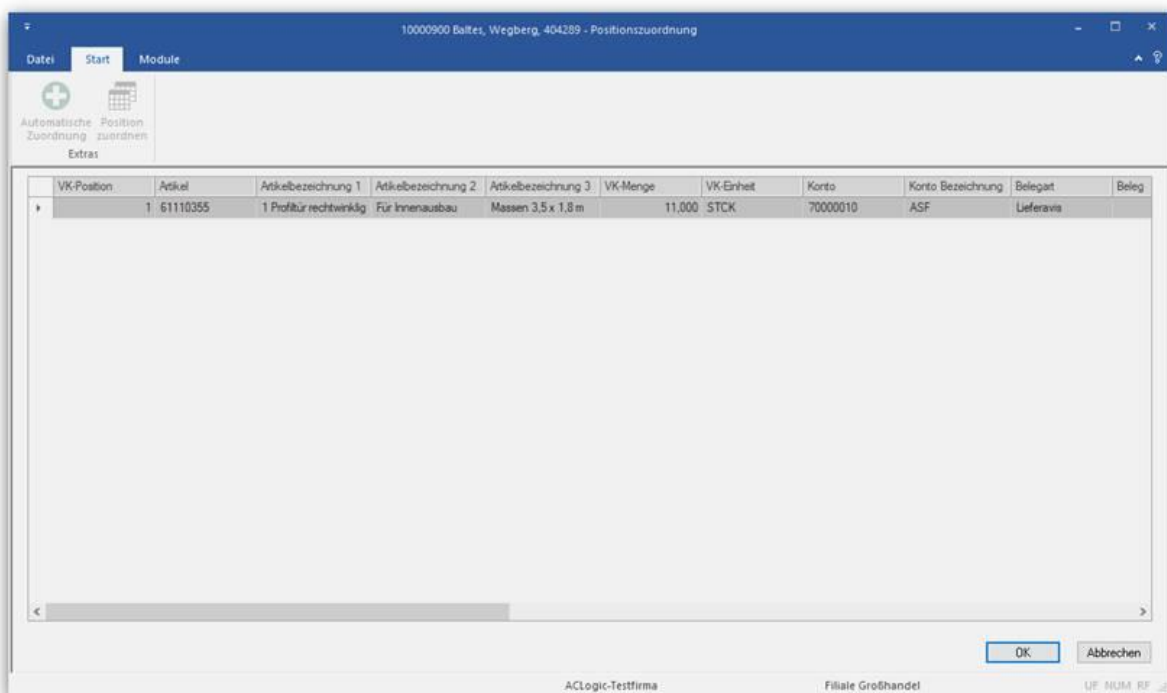 10000900 Baltes, Wegberg, 404289 - Positionszuordnung
Datei Start Module
Automatische Zuordnung Position zuordnen
Extras
VK-Position Artikel Artikelbezeichnung 1 Artikelbezeichnung 2 Artikelbezeichnung 3 VK-Menge VK-Einheit Konto Konto Bezeichnung Belegart Beleg
1 61110355 1 Profiltür rechtwinklig Für Innenausbau Massen 3,5 x 1,8 m 11,000 STCK 70000010 ASF Lieferavis
OK Abbrechen
ACLogic-Testfirma Filiale Großhandel UF NUM RF